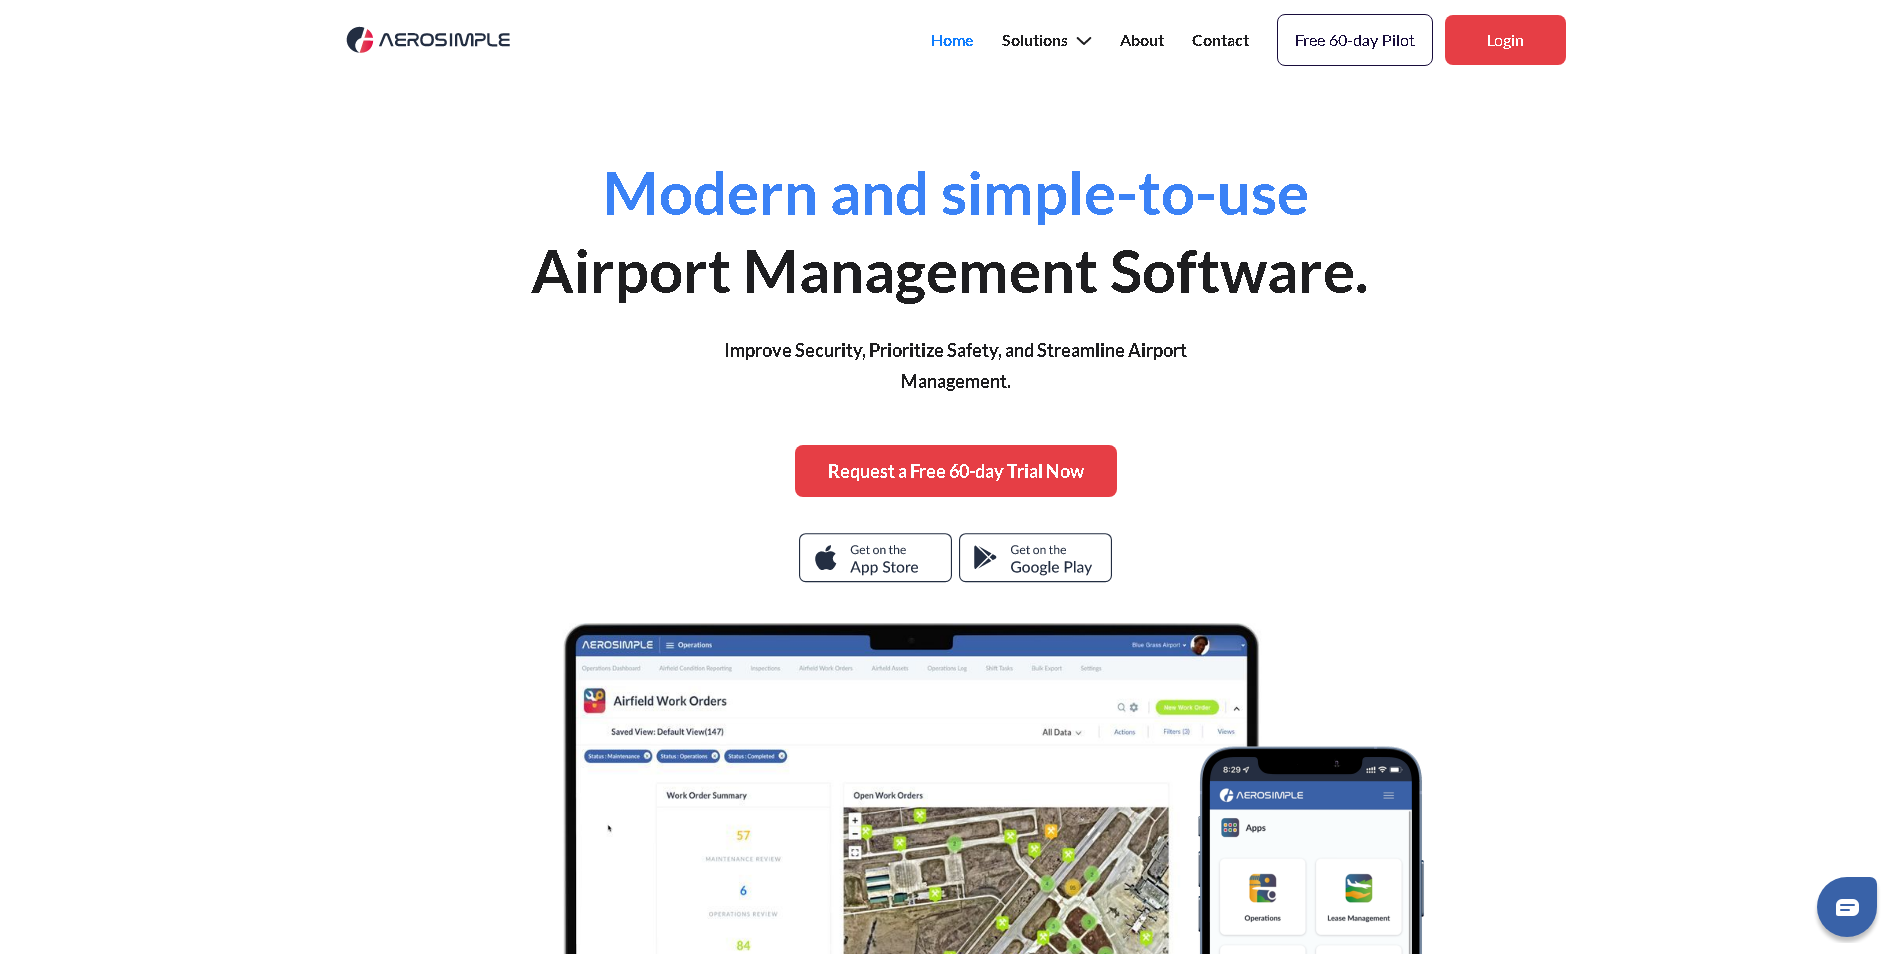 AEROSIMPLE
Home
Solutions
About
Contact
Free 60-day Pilot
Login
Modern and simple-to-use
Airport Management Software.
Improve Security, Prioritize Safety, and Streamline Airport
Management.
Request a Free 60-day Trial Now
Get on the
App Store
Get on the
Google Play
AEROSIMPLE
Operations
Blue Grass Airport
Operations Dashboard
Airfield Condition Reporting
Inspections
Airfield Work Orders
Airfield Assets
Operations Log
Shift Tasks
Bulk Export
Settings
Airfield Work Orders
New Work Order
Saved View: Default View(147)
All Data
Actions
Filters (3)
Views
Status : Maintenance
Status : Operations
Status : Completed
Work Order Summary
57
MAINTENANCE REVIEW
6
OPERATIONS REVIEW
84
Open Work Orders
8:29
AEROSIMPLE
Apps
Operations
Lease Management